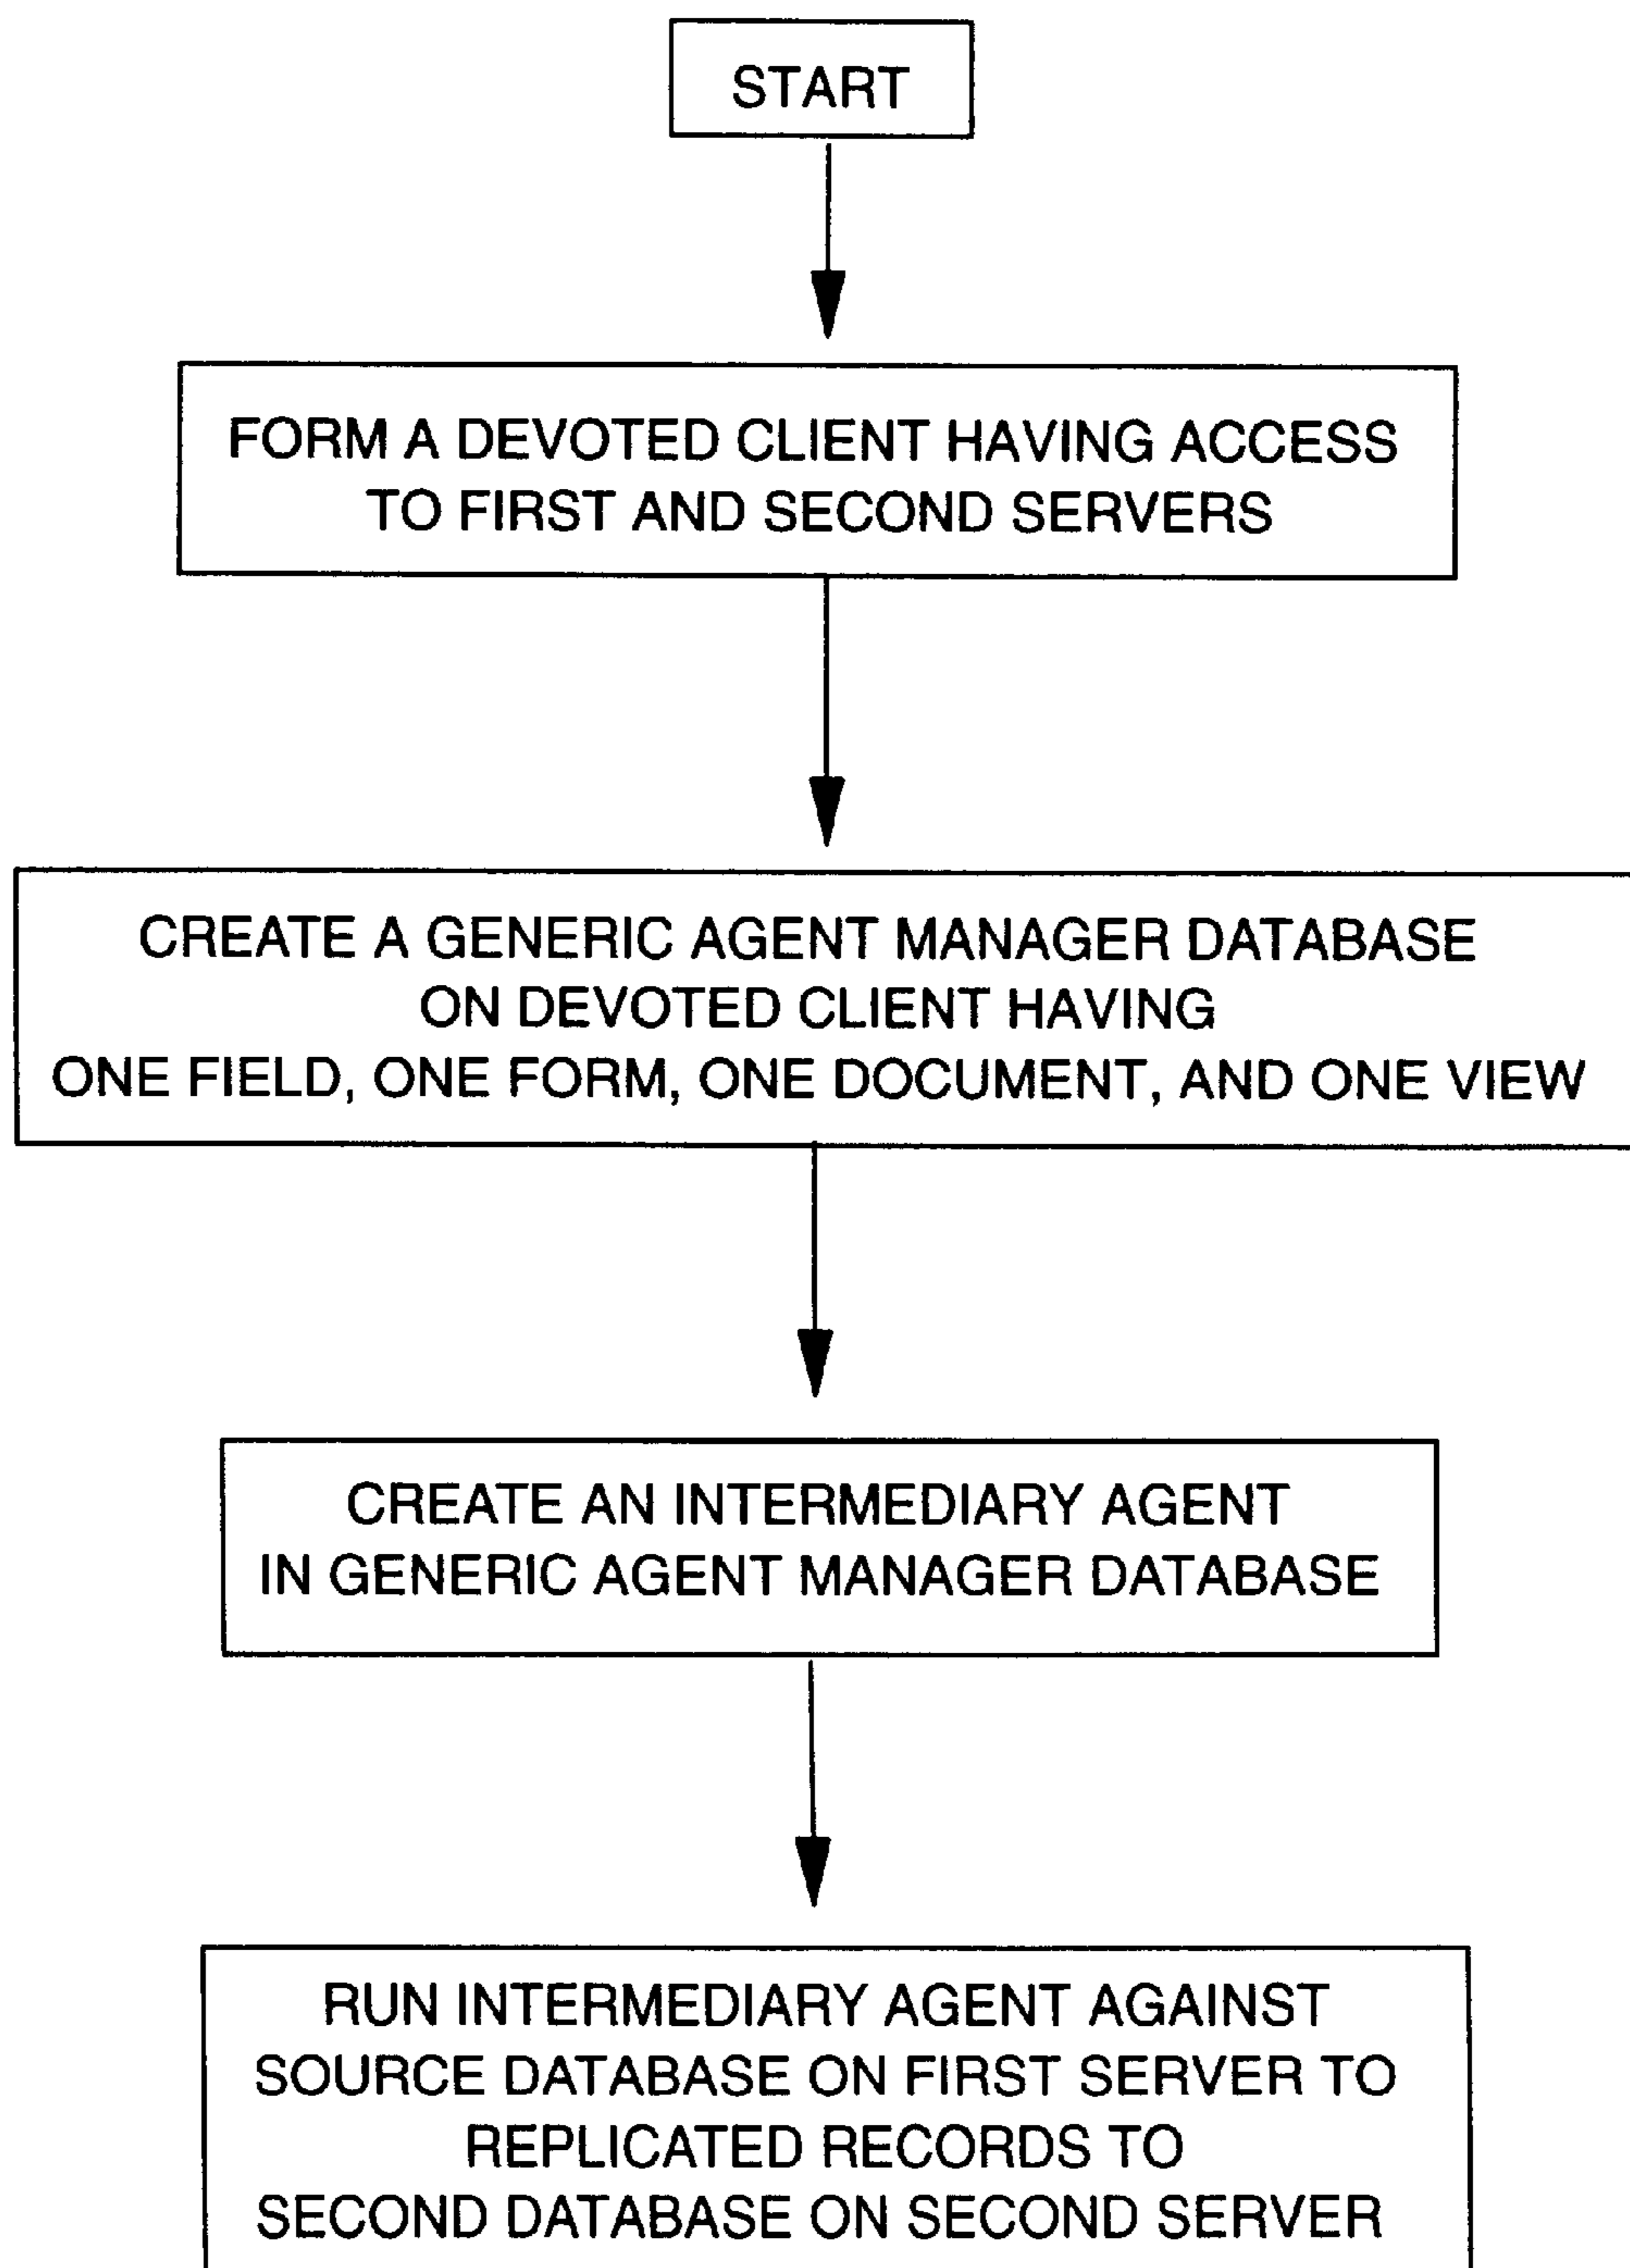 START
FORM A DEVOTED CLIENT HAVING ACCESS
TO FIRST AND SECOND SERVERS
CREATE A GENERIC AGENT MANAGER DATABASE
ON DEVOTED CLIENT HAVING
ONE FIELD, ONE FORM, ONE DOCUMENT, AND ONE VIEW
CREATE AN INTERMEDIARY AGENT
IN GENERIC AGENT MANAGER DATABASE
RUN INTERMEDIARY AGENT AGAINST
SOURCE DATABASE ON FIRST SERVER TO
REPLICATED RECORDS TO
SECOND DATABASE ON SECOND SERVER